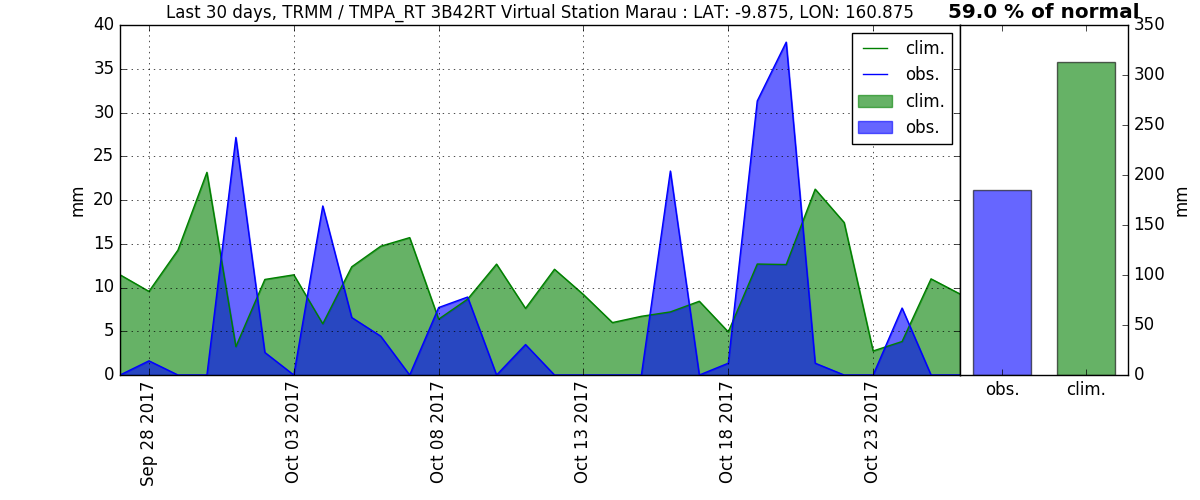 Last 30 days, TRMM / TMPA_RT 3B42RT Virtual Station Marau : LAT: -9.875, LON: 160.875
59.0 % of normal
40
35
30
25
20
15
10
5
0
mm
clim.
obs.
clim.
obs.
350
300
250
200
150
100
50
0
mm
Sep 28 2017
Oct 03 2017
Oct 08 2017
Oct 13 2017
Oct 18 2017
Oct 23 2017
obs.
clim.